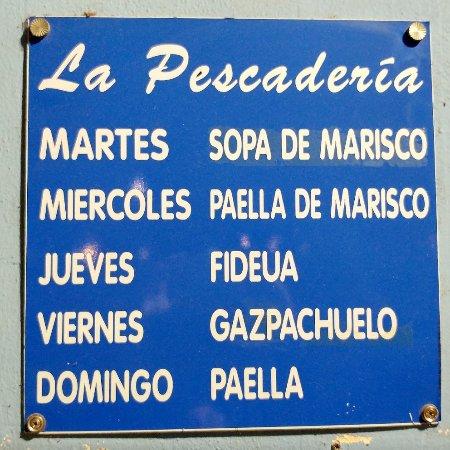 La Pescadería
MARTES SOPA DE MARISCO
MIERCOLES PAELLA DE MARISCO
JUEVES FIDEUA
VIERNES GAZPACHUELO
DOMINGO PAELLA